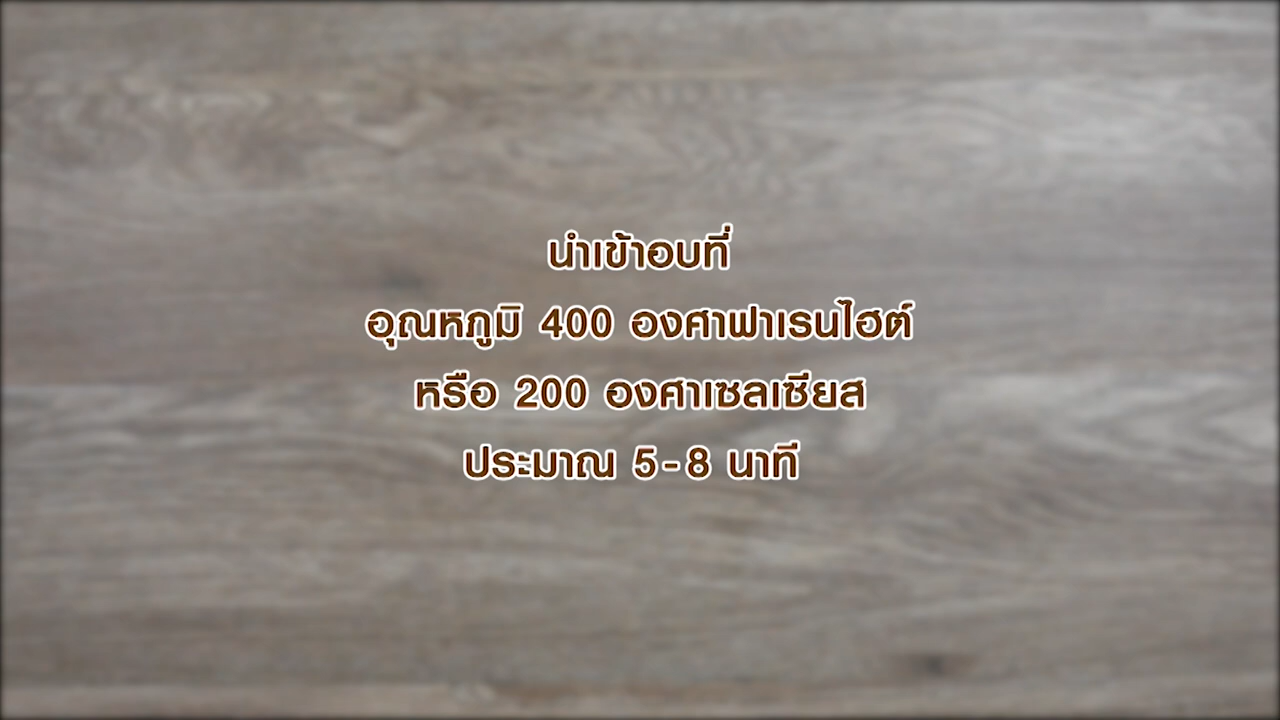 นำเข้าอบที่
อุณหภูมิ 400 องศาฟาเรนไฮต์
หรือ 200 องศาเซลเซียส
ประมาณ 5-8 นาที